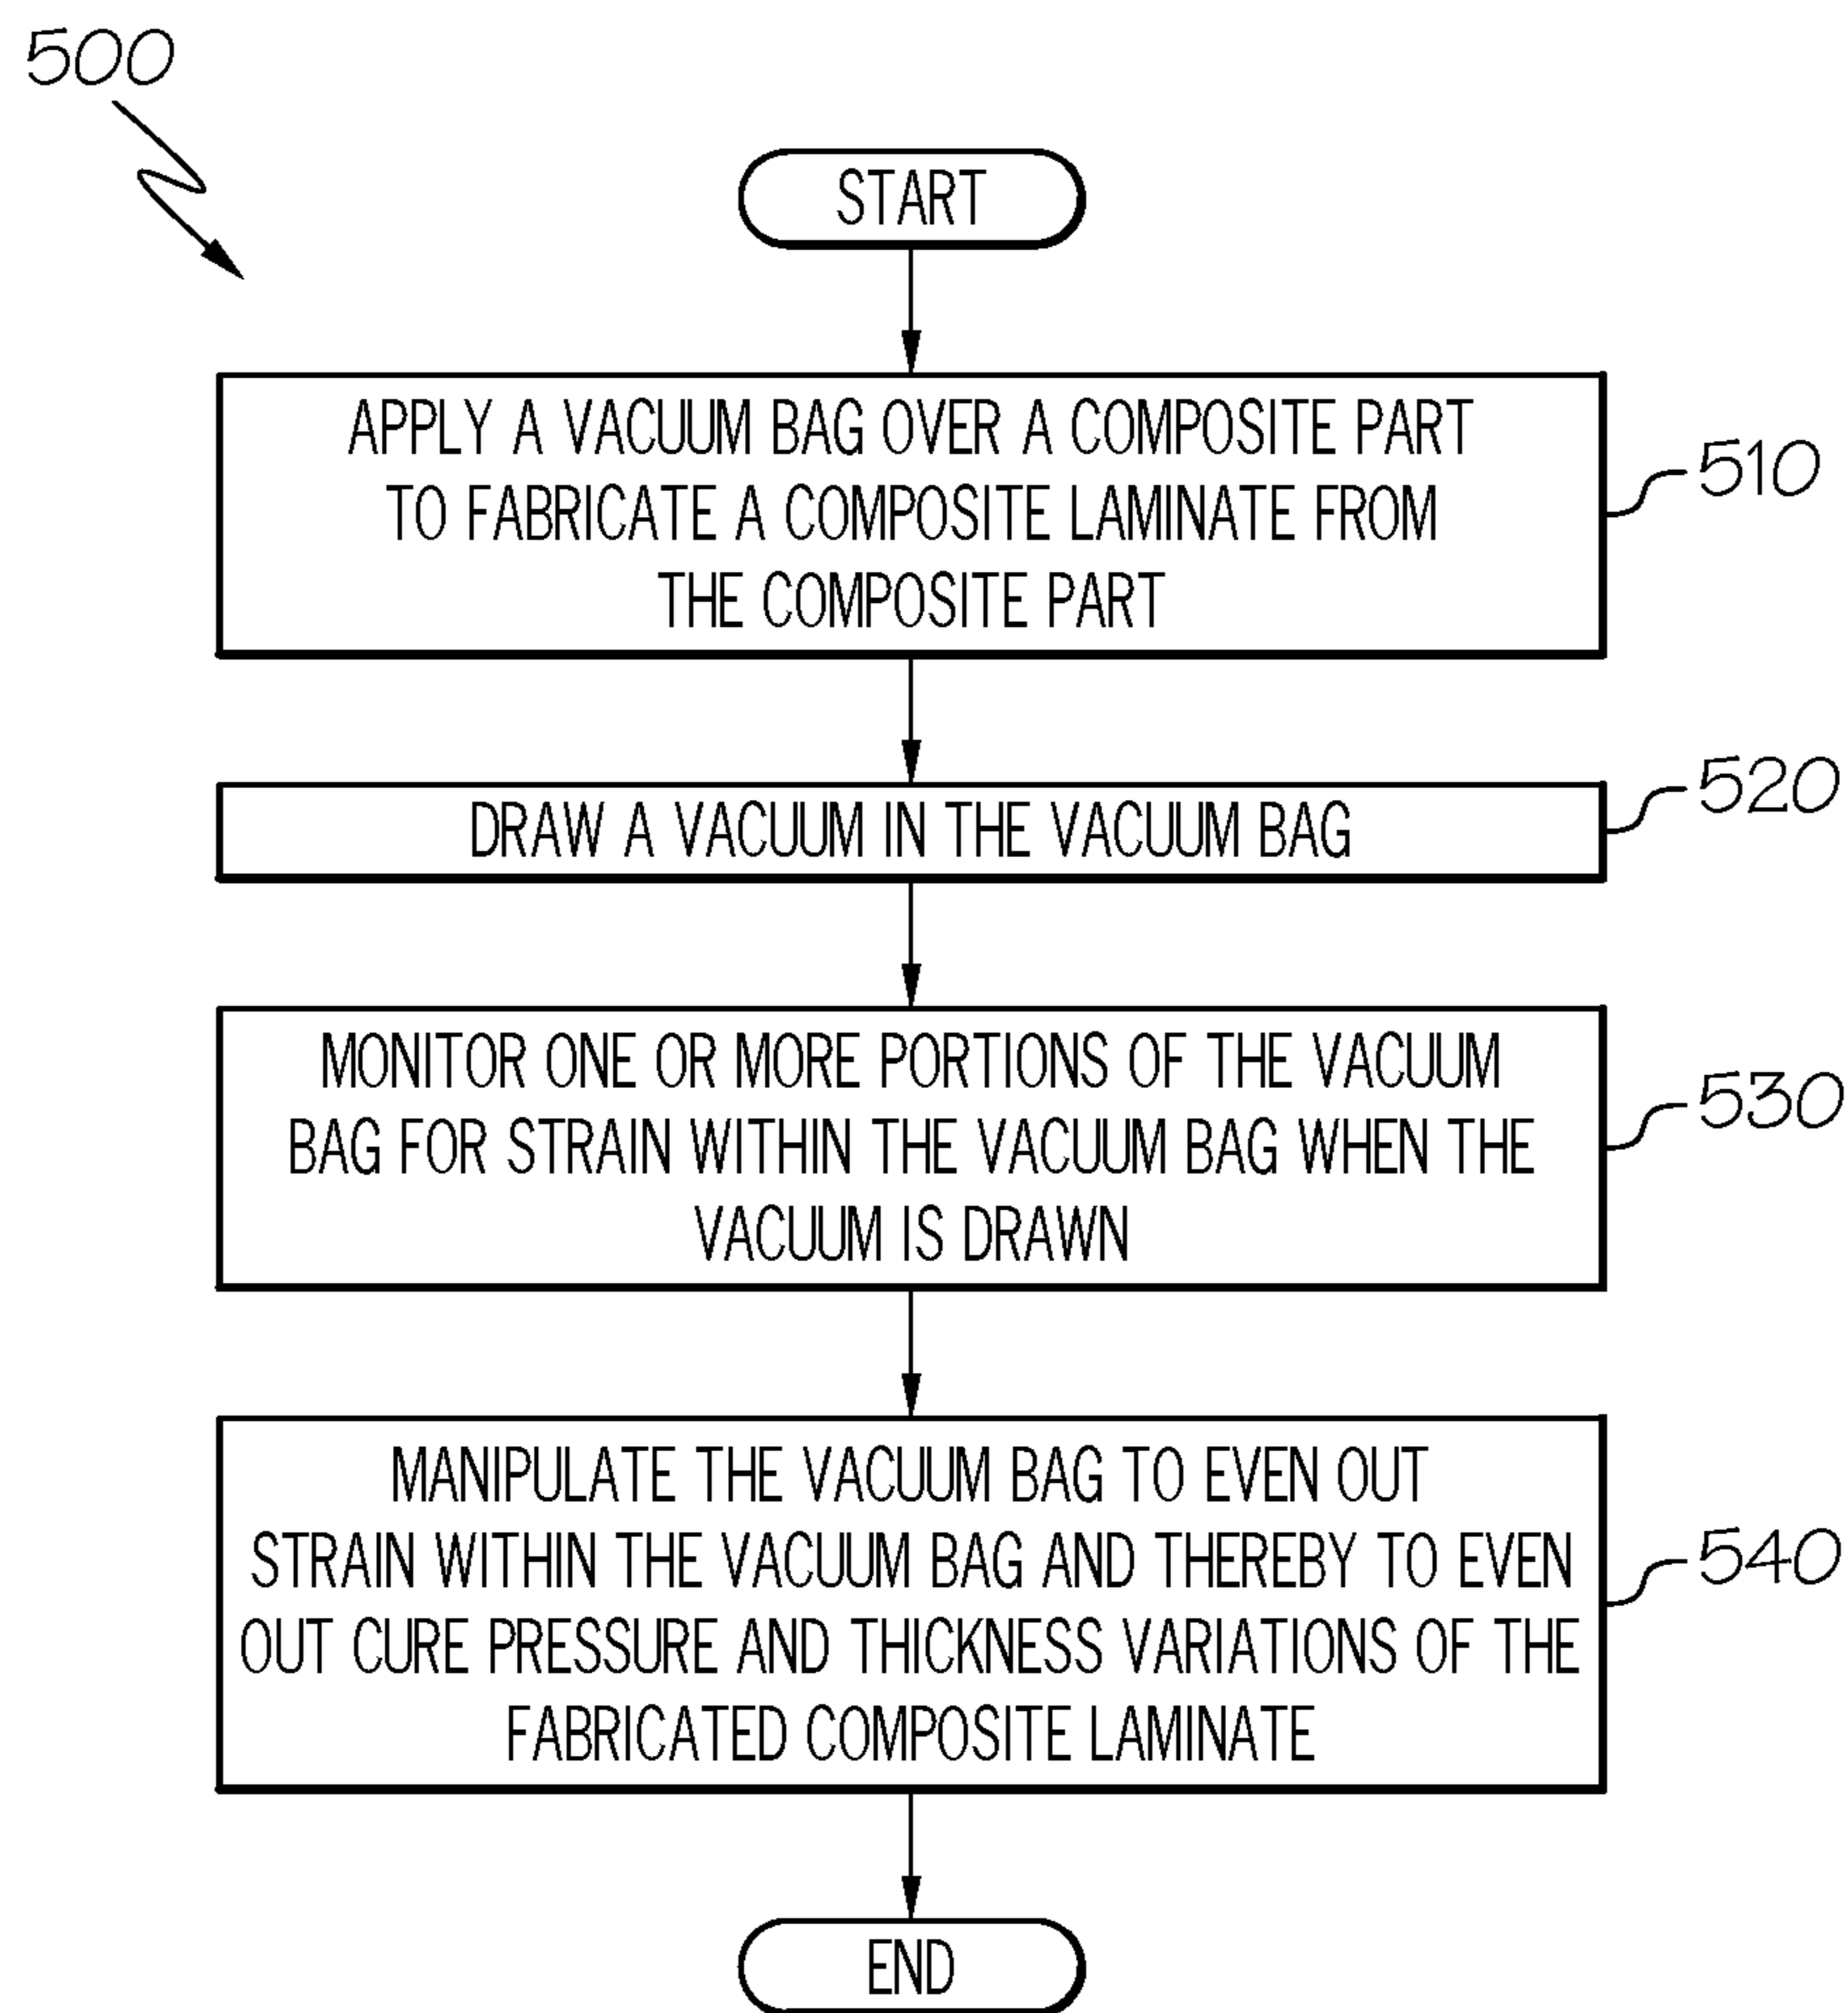 500
START
APPLY A VACUUM BAG OVER A COMPOSITE PART
TO FABRICATE A COMPOSITE LAMINATE FROM
THE COMPOSITE PART
510
DRAW A VACUUM IN THE VACUUM BAG
520
MONITOR ONE OR MORE PORTIONS OF THE VACUUM
BAG FOR STRAIN WITHIN THE VACUUM BAG WHEN THE
VACUUM IS DRAWN
530
MANIPULATE THE VACUUM BAG TO EVEN OUT
STRAIN WITHIN THE VACUUM BAG AND THEREBY TO EVEN
OUT CURE PRESSURE AND THICKNESS VARIATIONS OF THE
FABRICATED COMPOSITE LAMINATE
540
END